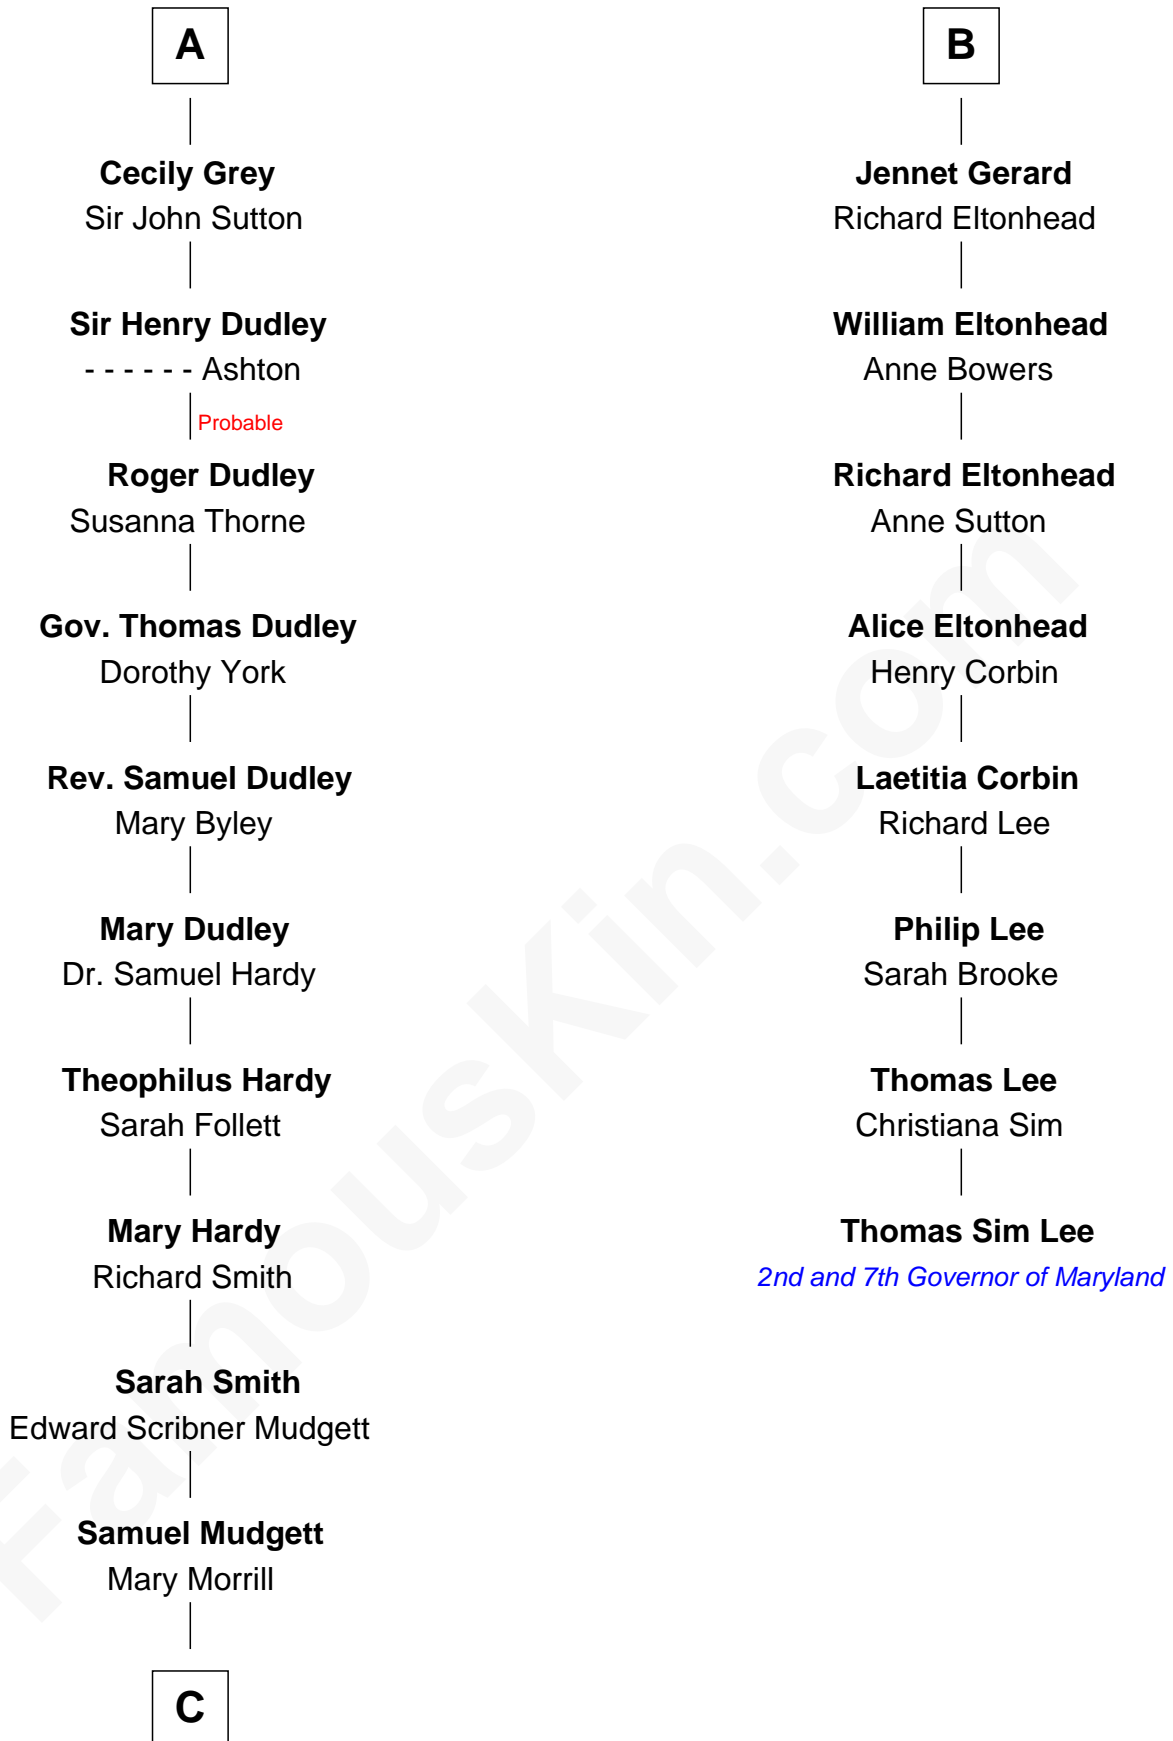 A
Cecily Grey
Sir John Sutton
Sir Henry Dudley
- - - - - - Ashton
Probable
Roger Dudley
Susanna Thorne
Gov. Thomas Dudley
Dorothy York
Rev. Samuel Dudley
Mary Byley
Mary Dudley
Dr. Samuel Hardy
Theophilus Hardy
Sarah Follett
Mary Hardy
Richard Smith
Sarah Smith
Edward Scribner Mudgett
Samuel Mudgett
Mary Morrill
C
B
Jennet Gerard
Richard Eltonhead
William Eltonhead
Anne Bowers
Richard Eltonhead
Anne Sutton
Alice Eltonhead
Henry Corbin
Laetitia Corbin
Richard Lee
Philip Lee
Sarah Brooke
Thomas Lee
Christiana Sim
Thomas Sim Lee
2nd and 7th Governor of Maryland
FamousKin.com